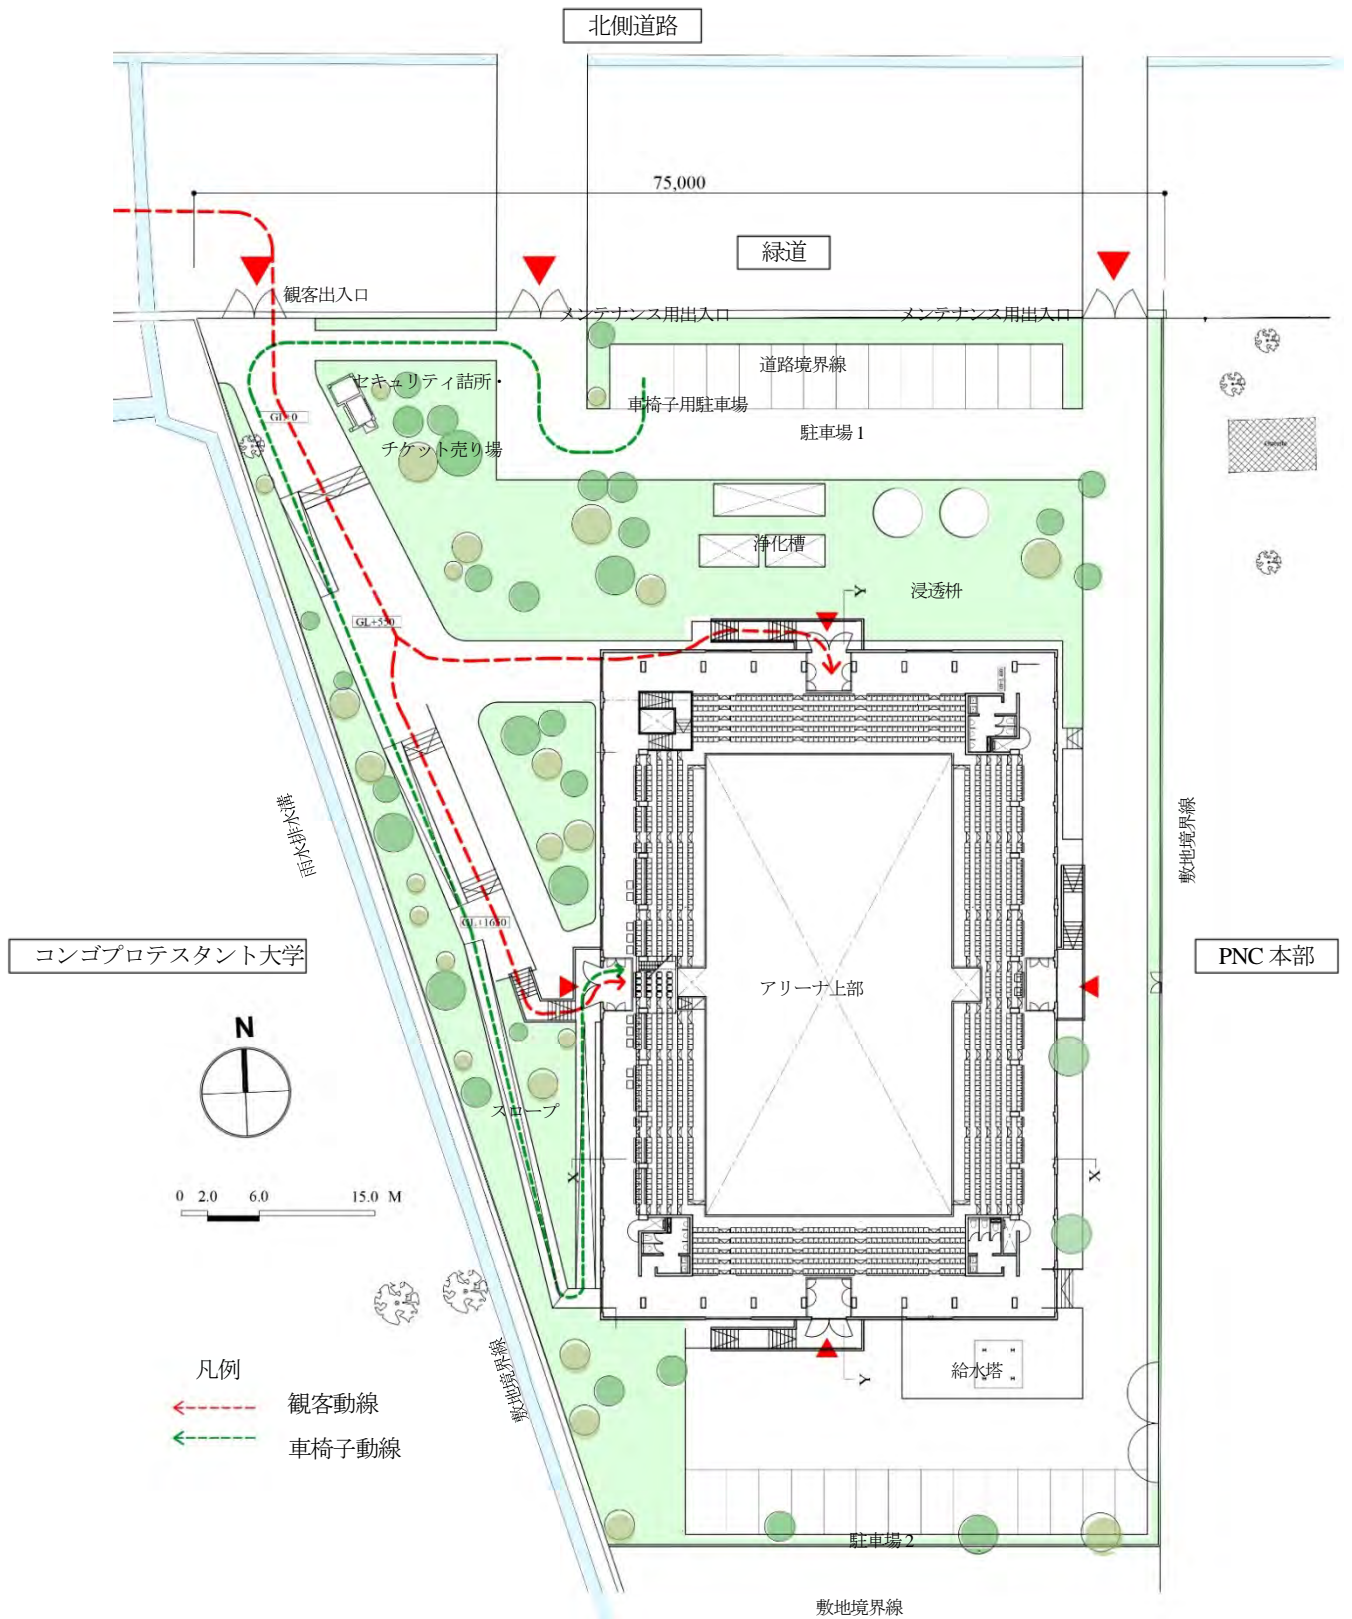 北側道路
75,000
緑道
観客出入口
メンテナンス用出入口
メンテナンス用出入口
道路境界線
セキュリティ詰所・
車椅子用駐車場
GL±0
駐車場1
チケット売り場
浄化槽
Y
浸透枡
GL+550
雨水排水溝
敷地境界線
GL+1650
コンゴプロテスタント大学
PNC 本部
アリーナ上部
N
スロープ
X
X
0 2.0 6.0 15.0 M
敷地境界線
凡例
観客動線
車椅子動線
Y
給水塔
駐車場2
敷地境界線